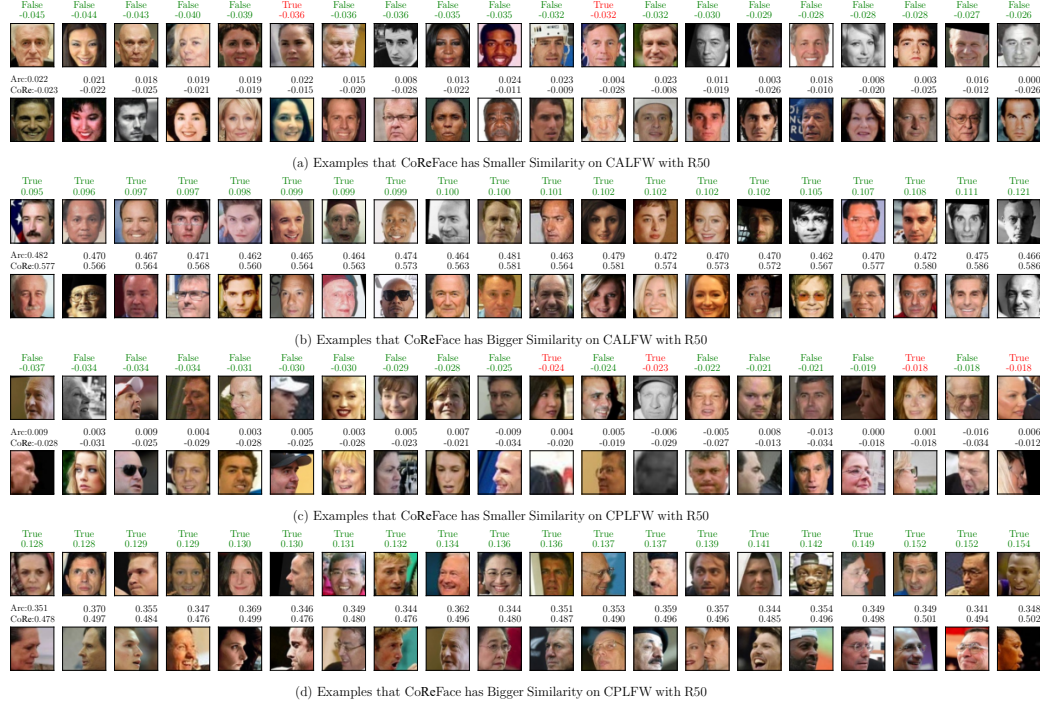 False False False False False True False False False False False True False False False False False False False False
-0.045 -0.044 -0.043 -0.040 -0.039 -0.036 -0.036 -0.036 -0.035 -0.033 -0.032 -0.032 -0.032 -0.030 -0.029 -0.028 -0.028 -0.028 -0.027 -0.026
Arc:0.022 0.021 0.018 0.019 0.019 0.022 0.015 0.008 0.013 0.024 0.023 0.004 0.023 0.011 0.003 0.018 0.008 0.003 0.016 0.000
CoRe:-0.023 -0.022 -0.025 -0.021 -0.019 -0.015 -0.020 -0.028 -0.022 -0.011 -0.009 -0.028 -0.008 -0.019 -0.026 -0.010 -0.020 -0.025 -0.012 -0.026
(a) Examples that CoReFace has Smaller Similarity on CALFW with R50
True True True True True True True True True True True True True True True True True True True True
0.095 0.096 0.097 0.097 0.098 0.099 0.099 0.099 0.100 0.100 0.101 0.102 0.102 0.102 0.102 0.105 0.107 0.108 0.111 0.121
Arc:0.482 0.470 0.467 0.471 0.462 0.465 0.464 0.474 0.464 0.481 0.463 0.479 0.472 0.470 0.470 0.462 0.470 0.472 0.475 0.466
CoRe:0.577 0.566 0.564 0.568 0.560 0.564 0.563 0.573 0.563 0.581 0.564 0.581 0.574 0.573 0.572 0.567 0.577 0.580 0.586 0.586
(b) Examples that CoReFace has Bigger Similarity on CALFW with R50
False False False False False False False False False False True False True False False False False True False True
-0.037 -0.034 -0.034 -0.034 -0.031 -0.030 -0.030 -0.029 -0.028 -0.025 -0.024 -0.024 -0.023 -0.022 -0.021 -0.021 -0.019 -0.018 -0.018 -0.018
Arc:0.009 0.003 0.009 0.004 0.003 0.005 0.003 0.005 0.007 -0.009 0.004 0.005 -0.006 -0.005 -0.008 -0.013 0.000 0.001 -0.016 0.006
CoRe:-0.028 -0.031 -0.025 -0.029 -0.028 -0.025 -0.028 -0.023 -0.021 -0.034 -0.020 -0.019 -0.029 -0.027 -0.013 -0.034 -0.018 -0.018 -0.034 -0.012
(c) Examples that CoReFace has Smaller Similarity on CPLFW with R50
True True True True True True True True True True True True True True True True True True True True
0.128 0.128 0.129 0.129 0.130 0.130 0.131 0.132 0.134 0.136 0.136 0.137 0.137 0.139 0.141 0.142 0.149 0.152 0.152 0.154
Arc:0.351 0.370 0.355 0.347 0.369 0.346 0.349 0.344 0.362 0.344 0.351 0.353 0.359 0.357 0.344 0.354 0.349 0.349 0.341 0.348
CoRe:0.478 0.497 0.484 0.476 0.499 0.476 0.480 0.476 0.496 0.480 0.487 0.490 0.496 0.496 0.485 0.496 0.498 0.501 0.494 0.502
(d) Examples that CoReFace has Bigger Similarity on CPLFW with R50